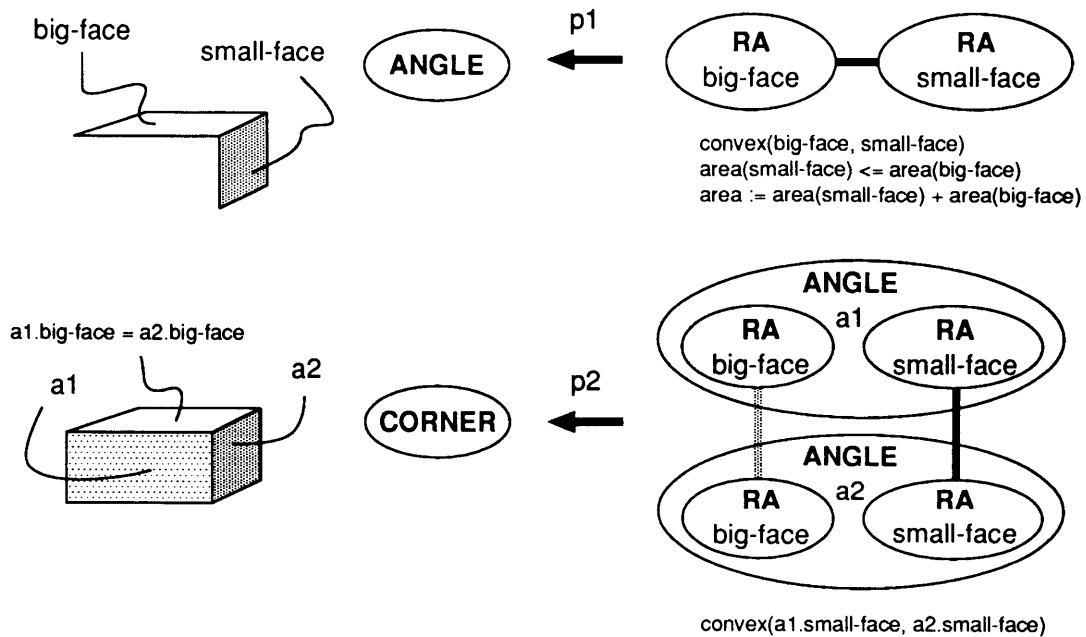 big-face
small-face
ANGLE
p1
RA
big-face
RA
small-face
convex(big-face, small-face)
area(small-face) <= area(big-face)
area := area(small-face) + area(big-face)
a1.big-face = a2.big-face
a1
a2
CORNER
p2
ANGLE
a1
RA
big-face
RA
small-face
ANGLE
a2
RA
big-face
RA
small-face
convex(a1.small-face, a2.small-face)